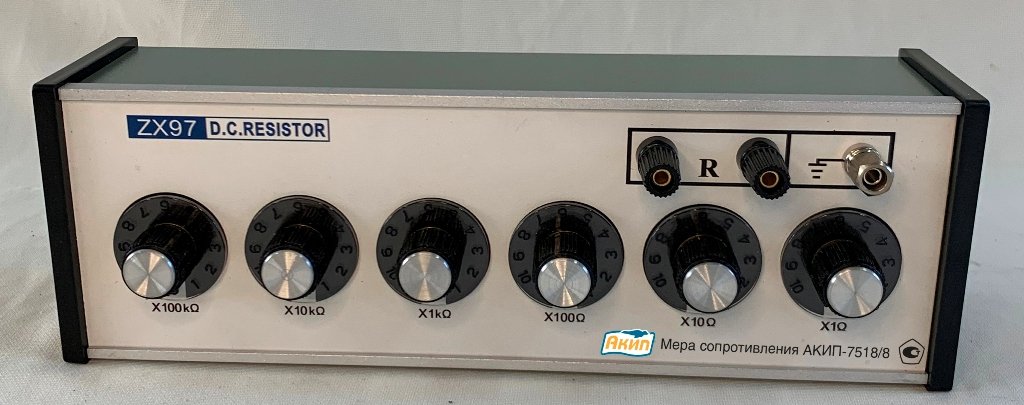 ZX97 D.C.RESISTOR
R
X100kΩ X10kΩ X1kΩ X100Ω X10Ω X1Ω
Акип Мера сопротивления АКИП-7518/8